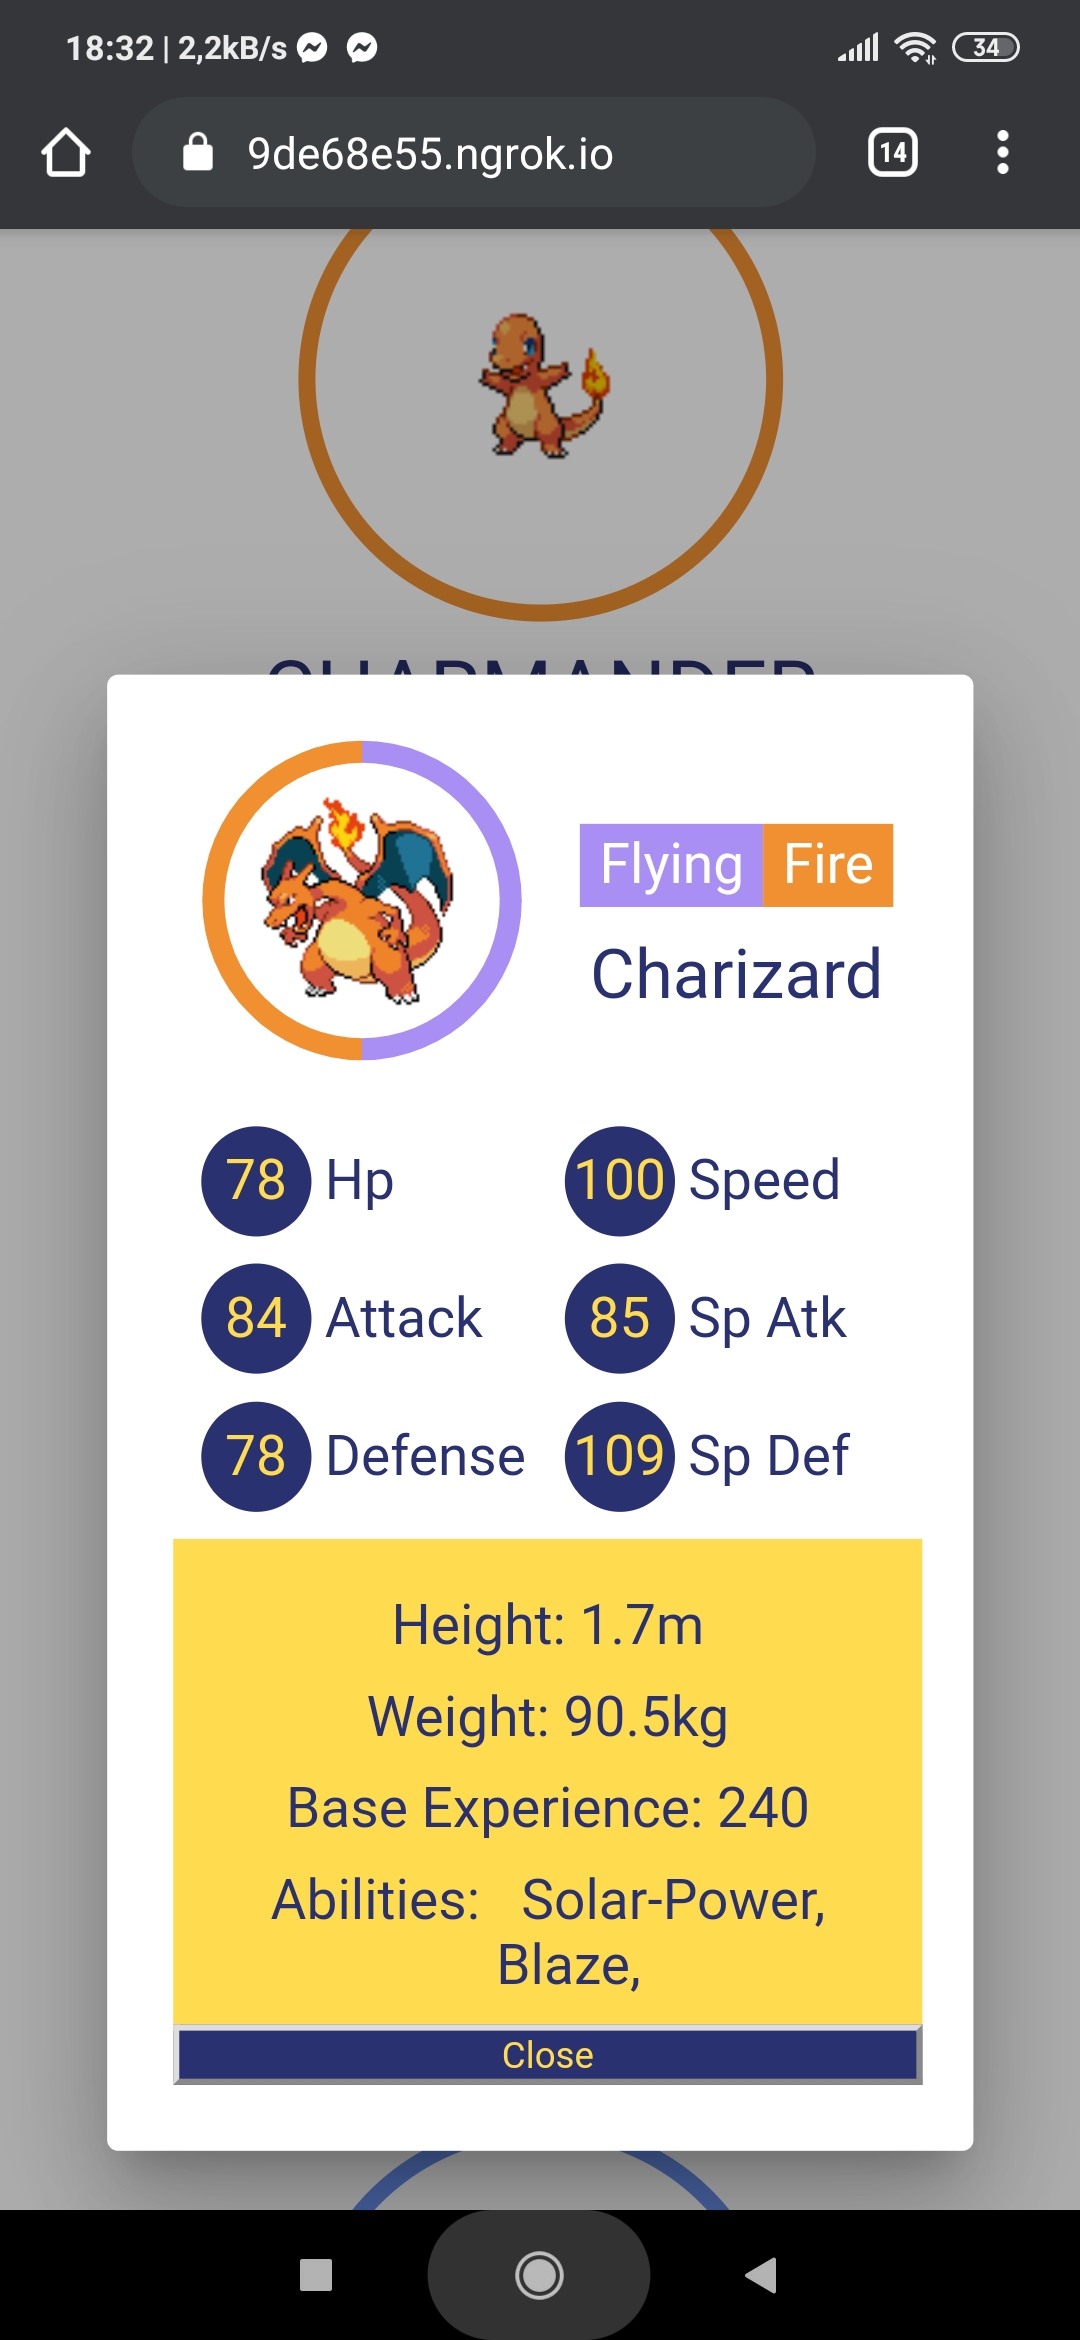 18:32 | 2,2kB/s
34
9de68e55.ngrok.io
14
CHARMANDER
Flying Fire
Charizard
78 Hp
100 Speed
84 Attack
85 Sp Atk
78 Defense
109 Sp Def
Height: 1.7m
Weight: 90.5kg
Base Experience: 240
Abilities: Solar-Power,
Blaze,
Close